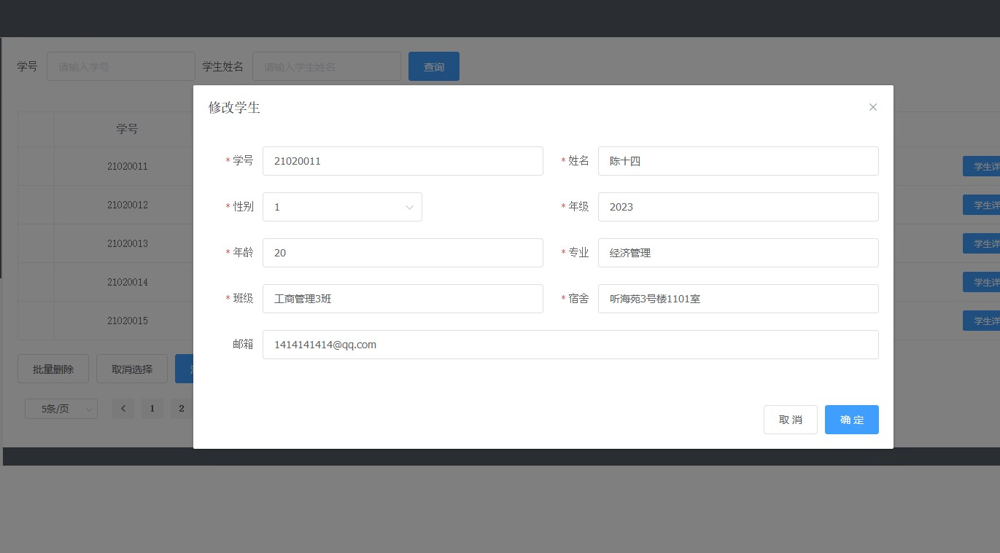 学号 请输入学号 学生姓名 请输入学生姓名 查询
修改学生
学号
* 学号 21020011 * 姓名 陈十四
21020011 学生详
* 性别 1 * 年级 2023
21020012 学生详
21020013 学生详
* 年龄 20 * 专业 经济管理
21020014 学生详
* 班级 工商管理3班 * 宿舍 听海苑3号楼1101室
21020015 学生详
邮箱 1414141414@qq.com
批量删除 取消选择
5条/页 1 2
取 消 确 定